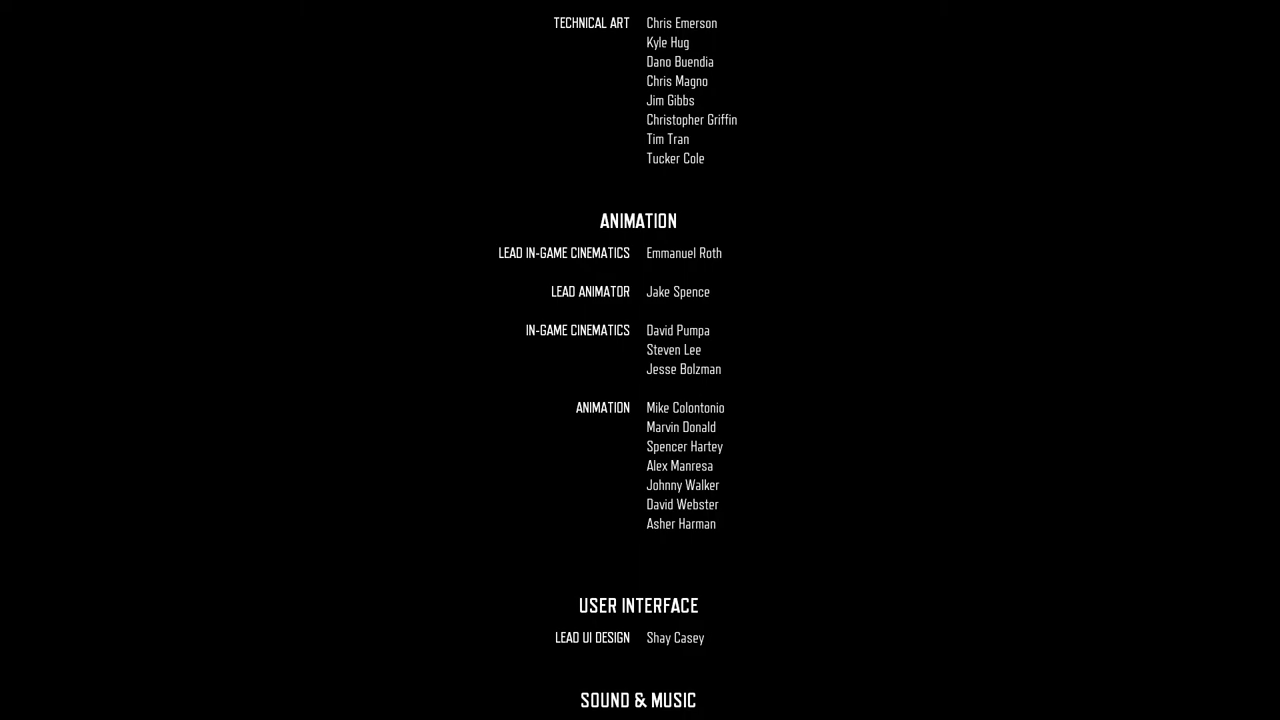 TECHNICAL ART Chris Emerson
Kyle Hug
Dano Buendia
Chris Magno
Jim Gibbs
Christopher Griffin
Tim Tran
Tucker Cole
ANIMATION
LEAD IN-GAME CINEMATICS Emmanuel Roth
LEAD ANIMATOR Jake Spence
IN-GAME CINEMATICS David Pumpa
Steven Lee
Jesse Bolzman
ANIMATION Mike Colontonio
Marvin Donald
Spencer Hartey
Alex Manresa
Johnny Walker
David Webster
Asher Harman
USER INTERFACE
LEAD UI DESIGN Shay Casey
SOUND & MUSIC